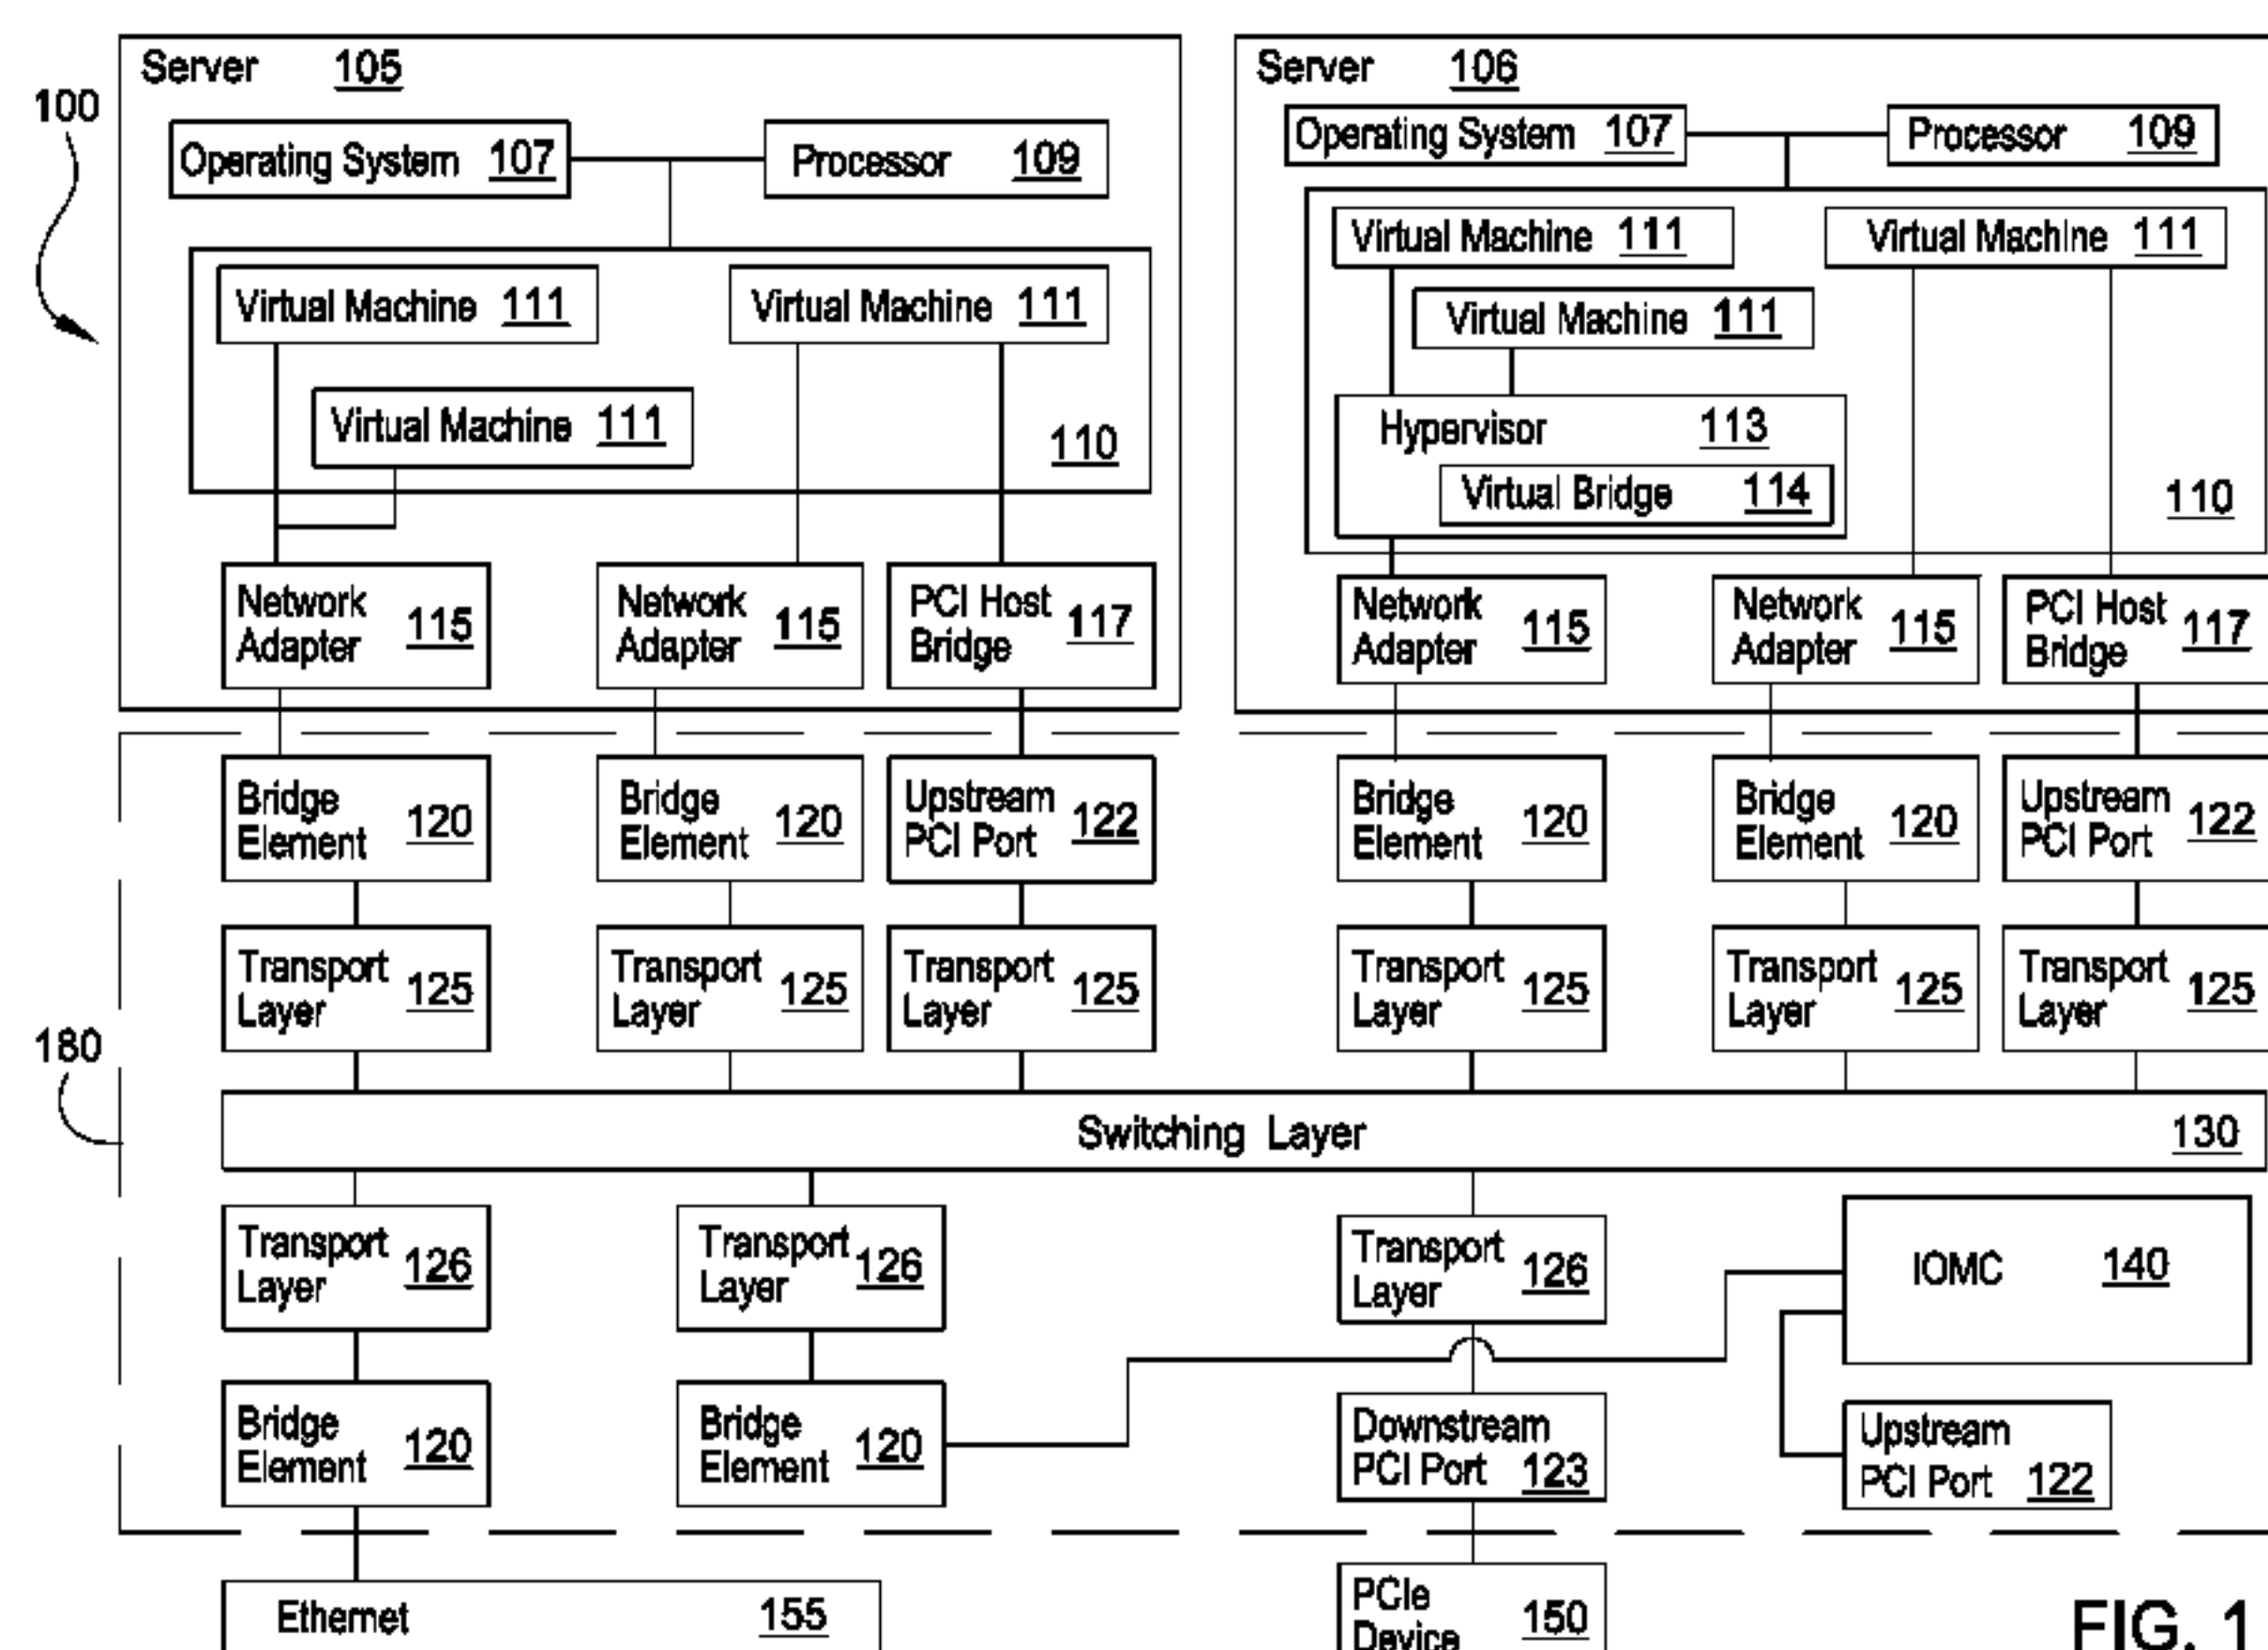 Server 105
Server 106
100
Operating System 107
Processor 109
Operating System 107
Processor 109
Virtual Machine 111
Virtual Machine 111
Virtual Machine 111
110
Virtual Machine 111
Virtual Machine 111
Virtual Machine 111
Hypervisor 113
Virtual Bridge 114
110
Network
Adapter 115
Network
Adapter 115
PCI Host
Bridge 117
Network
Adapter 115
Network
Adapter 115
PCI Host
Bridge 117
Bridge
Element 120
Bridge
Element 120
Upstream
PCI Port 122
Bridge
Element 120
Bridge
Element 120
Upstream
PCI Port 122
Transport
Layer 125
Transport
Layer 125
Transport
Layer 125
Transport
Layer 125
Transport
Layer 125
Transport
Layer 125
180
Switching Layer 130
Transport
Layer 126
Transport
Layer 126
Transport
Layer 126
IOMC 140
Bridge
Element 120
Bridge
Element 120
Downstream
PCI Port 123
Upstream
PCI Port 122
Ethernet 155
PCIe
Device 150
FIG. 1